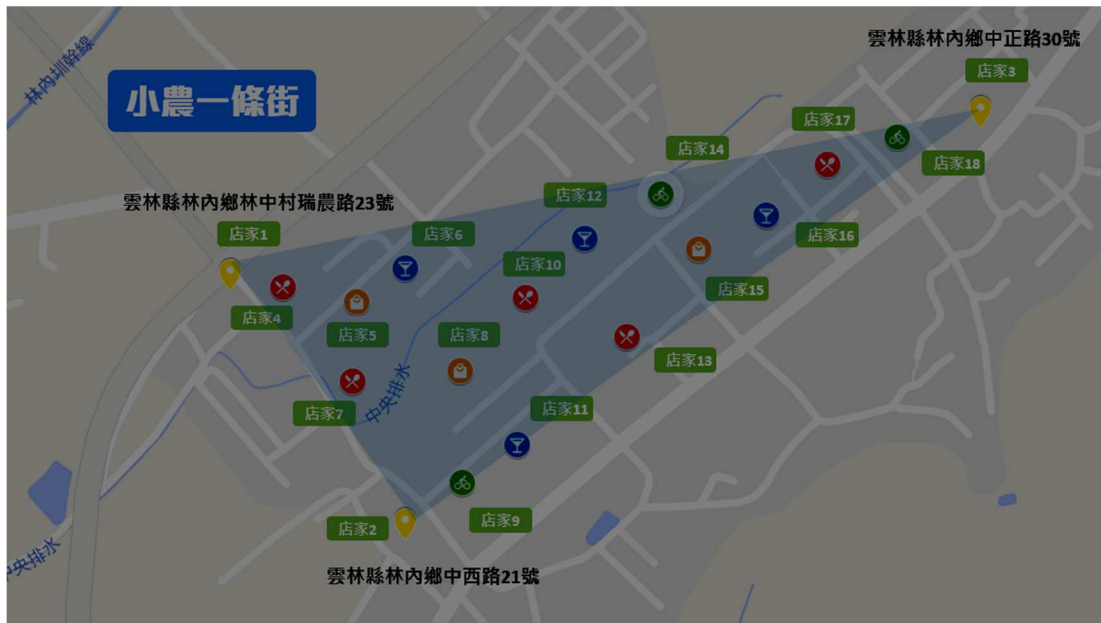 雲林縣林內鄉中正路30號
店家3
林內圳幹線
小農一條街
店家17
店家14
店家18
店家12
雲林縣林內鄉林中村瑞農路23號
店家1
店家6
店家16
店家10
店家15
店家4
店家5
店家8
店家13
中央排水
店家7
店家11
店家2
店家9
中央排水
雲林縣林內鄉中西路21號